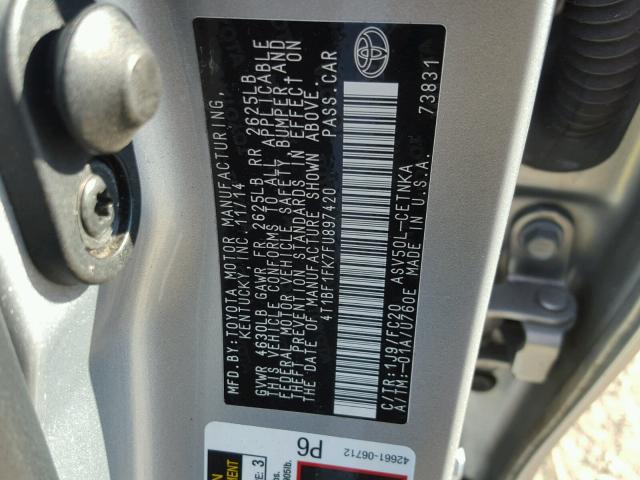 MFD. BY: TOYOTA MOTOR MANUFACTURING,
KENTUCKY, INC. 11/14
GVWR 4630LB GAWR FR 2625LB RR 2625LB
THIS VEHICLE CONFORMS TO ALL APPLICABLE
FEDERAL MOTOR VEHICLE SAFETY, BUMPER, AND
THEFT PREVENTION STANDARDS IN EFFECT ON
THE DATE OF MANUFACTURE SHOWN ABOVE.
4T1BF1FK7FU897420 PASS.CAR
C/TR:1J9/FC20 ASV50L-CETNKA
A/TM:-01A/U760E MADE IN U.S.A.
73831
42661-06712
P6
E: 3